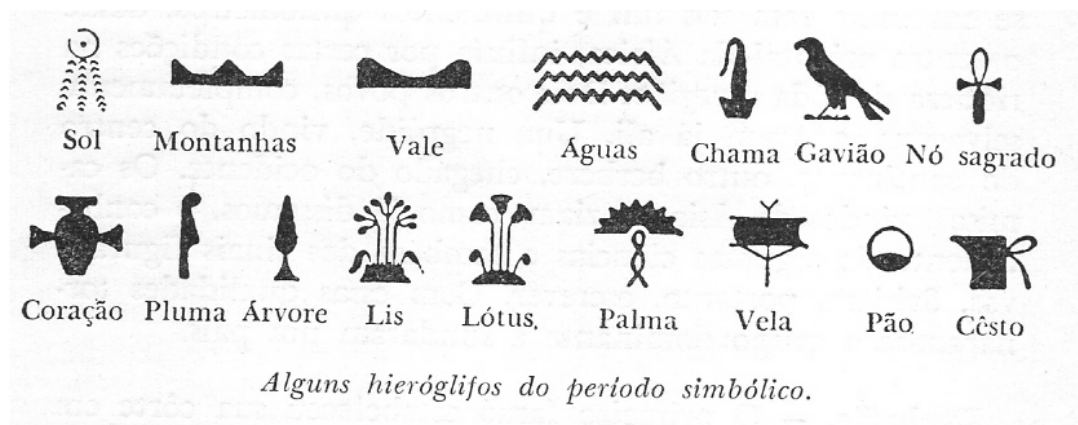 Sol Montanhas Vale Águas Chama Gavião Nó sagrado
Coração Pluma Árvore Lis Lótus. Palma Vela Pão Cêsto
Alguns hieróglifos do período simbólico.